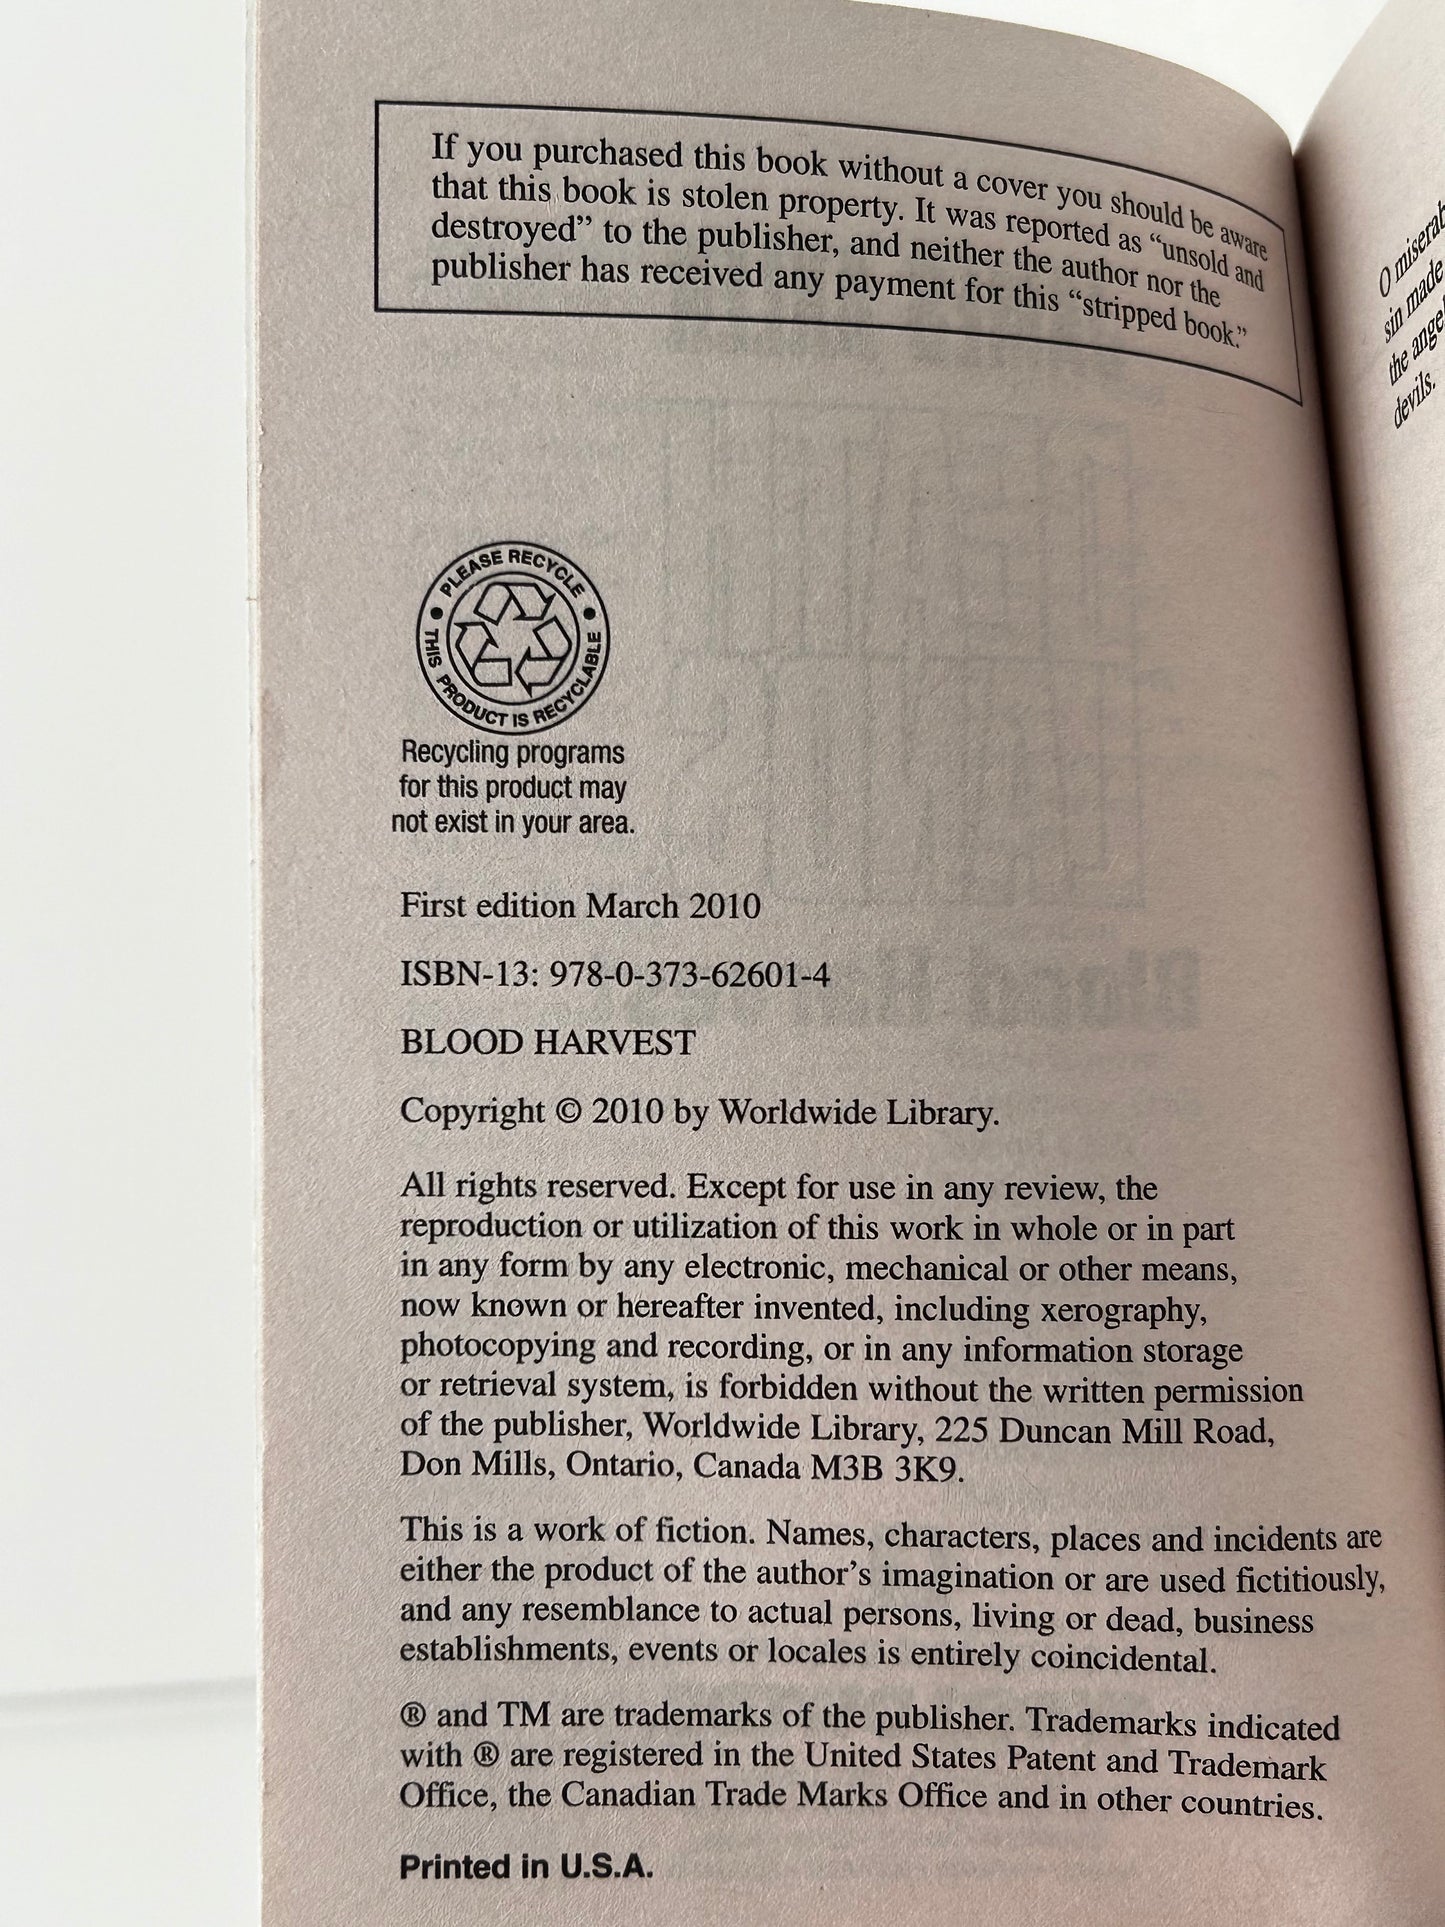 If you purchased this book without a cover you should be aware
that this book is stolen property. It was reported as “unsold and
destroyed” to the publisher, and neither the author nor the
publisher has received any payment for this “stripped book.”
PLEASE RECYCLE
THIS PRODUCT IS RECYCLABLE
Recycling programs
for this product may
not exist in your area.
First edition March 2010
ISBN-13: 978-0-373-62601-4
BLOOD HARVEST
Copyright © 2010 by Worldwide Library.
All rights reserved. Except for use in any review, the
reproduction or utilization of this work in whole or in part
in any form by any electronic, mechanical or other means,
now known or hereafter invented, including xerography,
photocopying and recording, or in any information storage
or retrieval system, is forbidden without the written permission
of the publisher, Worldwide Library, 225 Duncan Mill Road,
Don Mills, Ontario, Canada M3B 3K9.
This is a work of fiction. Names, characters, places and incidents are
either the product of the author’s imagination or are used fictitiously,
and any resemblance to actual persons, living or dead, business
establishments, events or locales is entirely coincidental.
® and TM are trademarks of the publisher. Trademarks indicated
with ® are registered in the United States Patent and Trademark
Office, the Canadian Trade Marks Office and in other countries.
Printed in U.S.A.
O
sin made
the
devils.